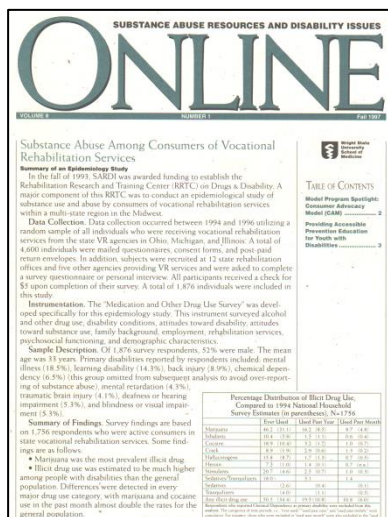 SUBSTANCE ABUSE RESOURCES AND DISABILITY ISSUES
ONLINE
VOLUME 8 NUMBER 1 Fall 1997
Substance Abuse Among Consumers of Vocational
Rehabilitation Services
Summary of an Epidemiology Study
In the fall of 1993, SARDI was awarded funding to establish the
Rehabilitation Research and Training Center (RRTC) on Drugs & Disability. A
major component of this RRTC was to conduct an epidemiological study of
substance use and abuse by consumers of vocational rehabilitation services
within a multi-state region in the Midwest.
Data Collection. Data collection occurred between 1994 and 1996 utilizing a
random sample of all individuals who were receiving vocational rehabilitation
services from the state VR agencies in Ohio, Michigan, and Illinois. A total of
4,600 individuals were mailed questionnaires, consent forms, and post-paid
return envelopes. In addition, subjects were recruited at 12 state rehabilitation
offices and five other agencies providing VR services and were asked to complete
a survey questionnaire or personal interview. All participants received a check for
$5 upon completion of their survey. A total of 1,876 individuals were included in
this study.
Instrumentation. The "Medication and Other Drug Use Survey" was devel-
oped specifically for this epidemiology study. This instrument surveyed alcohol
and other drug use, disability conditions, attitudes toward disability, attitudes
toward substance use, family background, employment, rehabilitation services,
psychosocial functioning, and demographic characteristics.
Sample Description. Of 1,876 survey respondents, 52% were male. The mean
age was 33 years. Primary disabilities reported by respondents included: mental
illness (18.5%), learning disability (14.3%), back injury (8.9%), chemical depen-
dency (6.5%) (this group omitted from subsequent analysis to avoid over-report-
ing of substance abuse), mental retardation (4.3%),
traumatic brain injury (4.1%), deafness or hearing
impairment (5.3%), and blindness or visual impair-
ment (5.3%).
Summary of Findings. Survey findings are based
on 1,756 respondents who were active consumers in
state vocational rehabilitation services. Some find-
ings are as follows:
• Marijuana was the most prevalent illicit drug
• Illicit drug use was estimated to be much higher
among people with disabilities than the general
population. Differences were detected in every
major drug use category, with marijuana and cocaine
use in the past month almost double the rates for the
general population.
Wright State
University
School of
Medicine
TABLE OF CONTENTS
Model Program Spotlight:
Consumer Advocacy
Model (CAM) 2
Providing Accessible
Prevention Education
for Youth with
Disabilities 3
Percentage Distribution of Illicit Drug Use,
Compared to 1994 National Household
Survey Estimates (in parentheses), N=1756
Ever Used Used Past Year Used Past Month
Marijuana
Inhalants
Cocaine
Crack
Hallucinogens
Heroin
Stimulants
Sedatives/Tranquilizers
Sedatives
Tranquilizers
Any illicit drug use